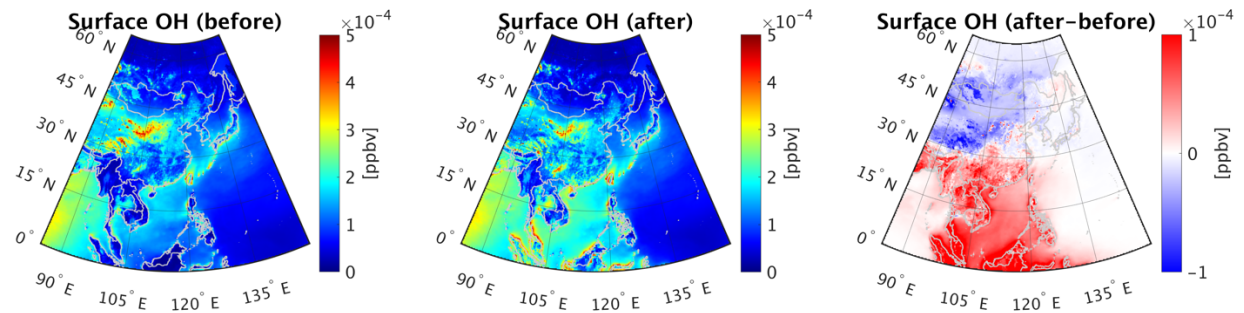 Surface OH (before)
×10⁻⁴
60° N
45° N
30° N
15° N
0°
90° E
105° E
120° E
135° E
5
4
3
2
1
0
[ppbv]
Surface OH (after)
×10⁻⁴
60° N
45° N
30° N
15° N
0°
90° E
105° E
120° E
135° E
5
4
3
2
1
0
[ppbv]
Surface OH (after−before)
×10⁻⁴
60° N
45° N
30° N
15° N
0°
90° E
105° E
120° E
135° E
1
0
−1
[ppbv]